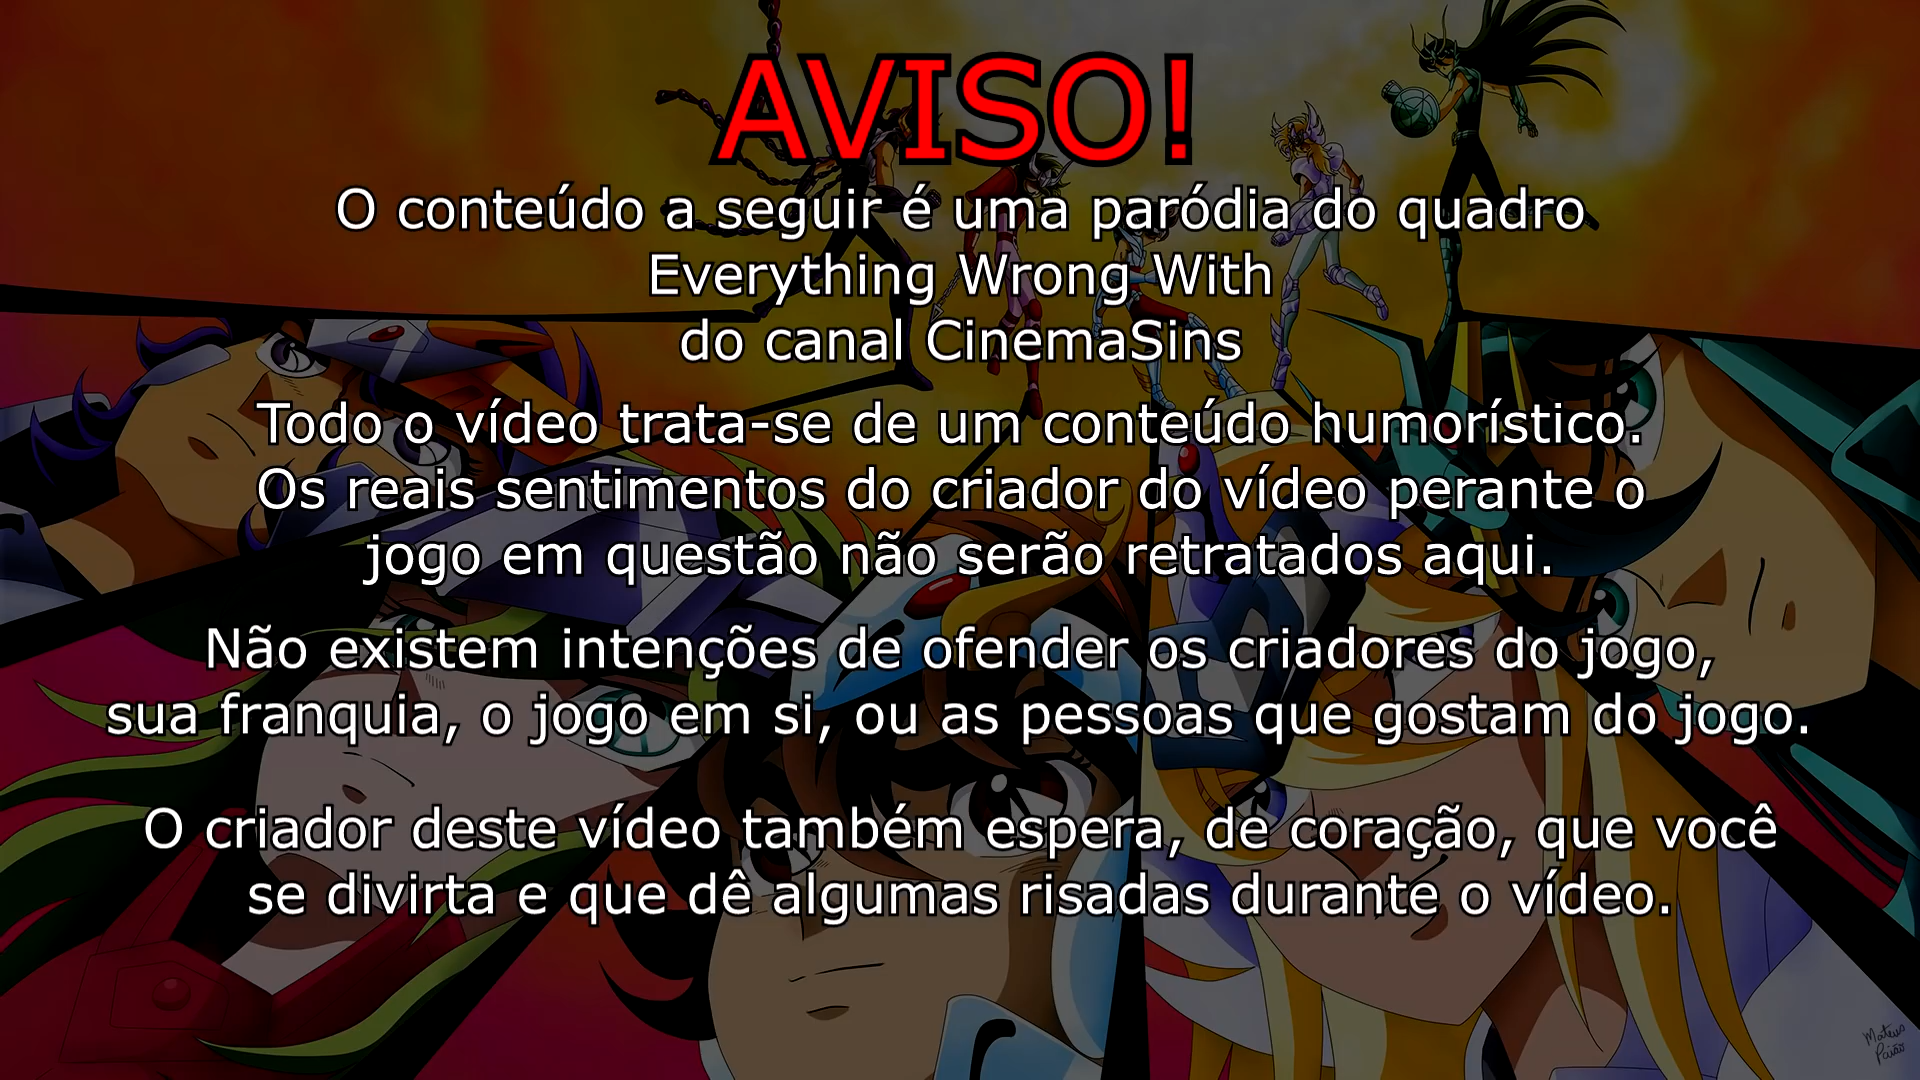 AVISO!
O conteúdo a seguir é uma paródia do quadro
Everything Wrong With
do canal CinemaSins
Todo o vídeo trata-se de um conteúdo humorístico.
Os reais sentimentos do criador do vídeo perante o
jogo em questão não serão retratados aqui.
Não existem intenções de ofender os criadores do jogo,
sua franquia, o jogo em si, ou as pessoas que gostam do jogo.
O criador deste vídeo também espera, de coração, que você
se divirta e que dê algumas risadas durante o vídeo.
Mateus
Paião